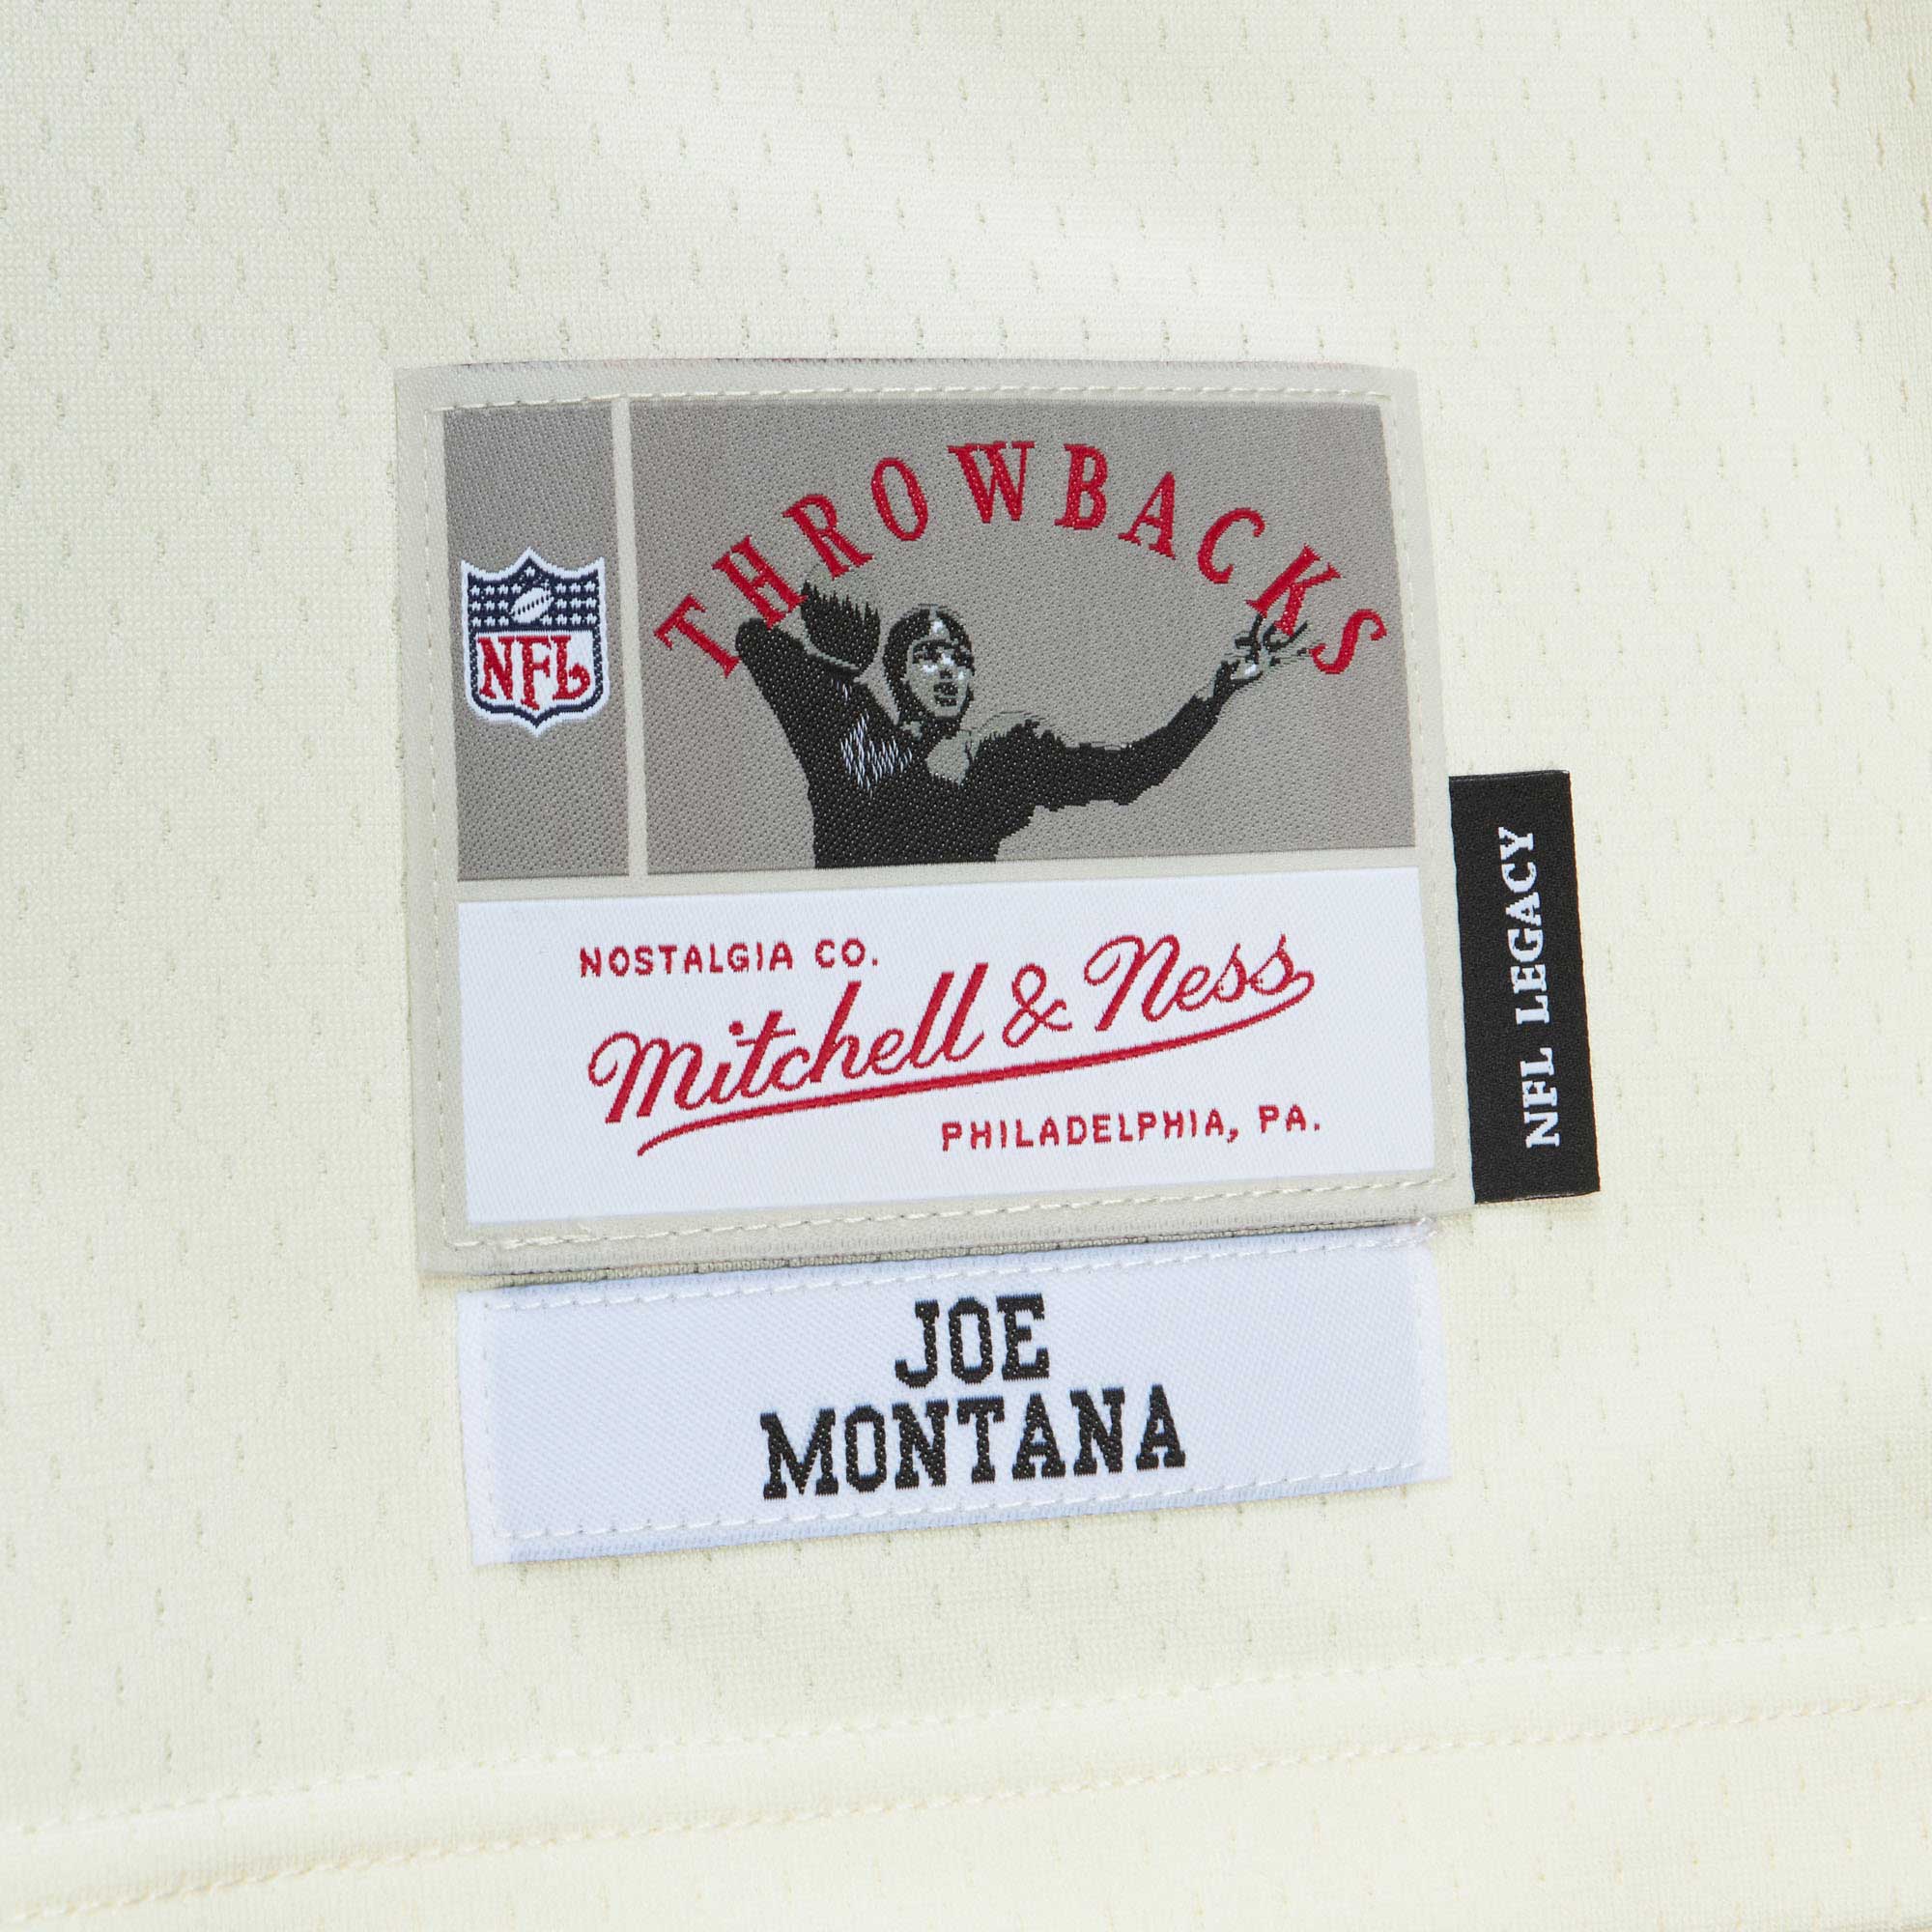 THROWBACKS
NFL
NOSTALGIA CO.
Mitchell & Ness
PHILADELPHIA, PA.
NFL LEGACY
JOE
MONTANA